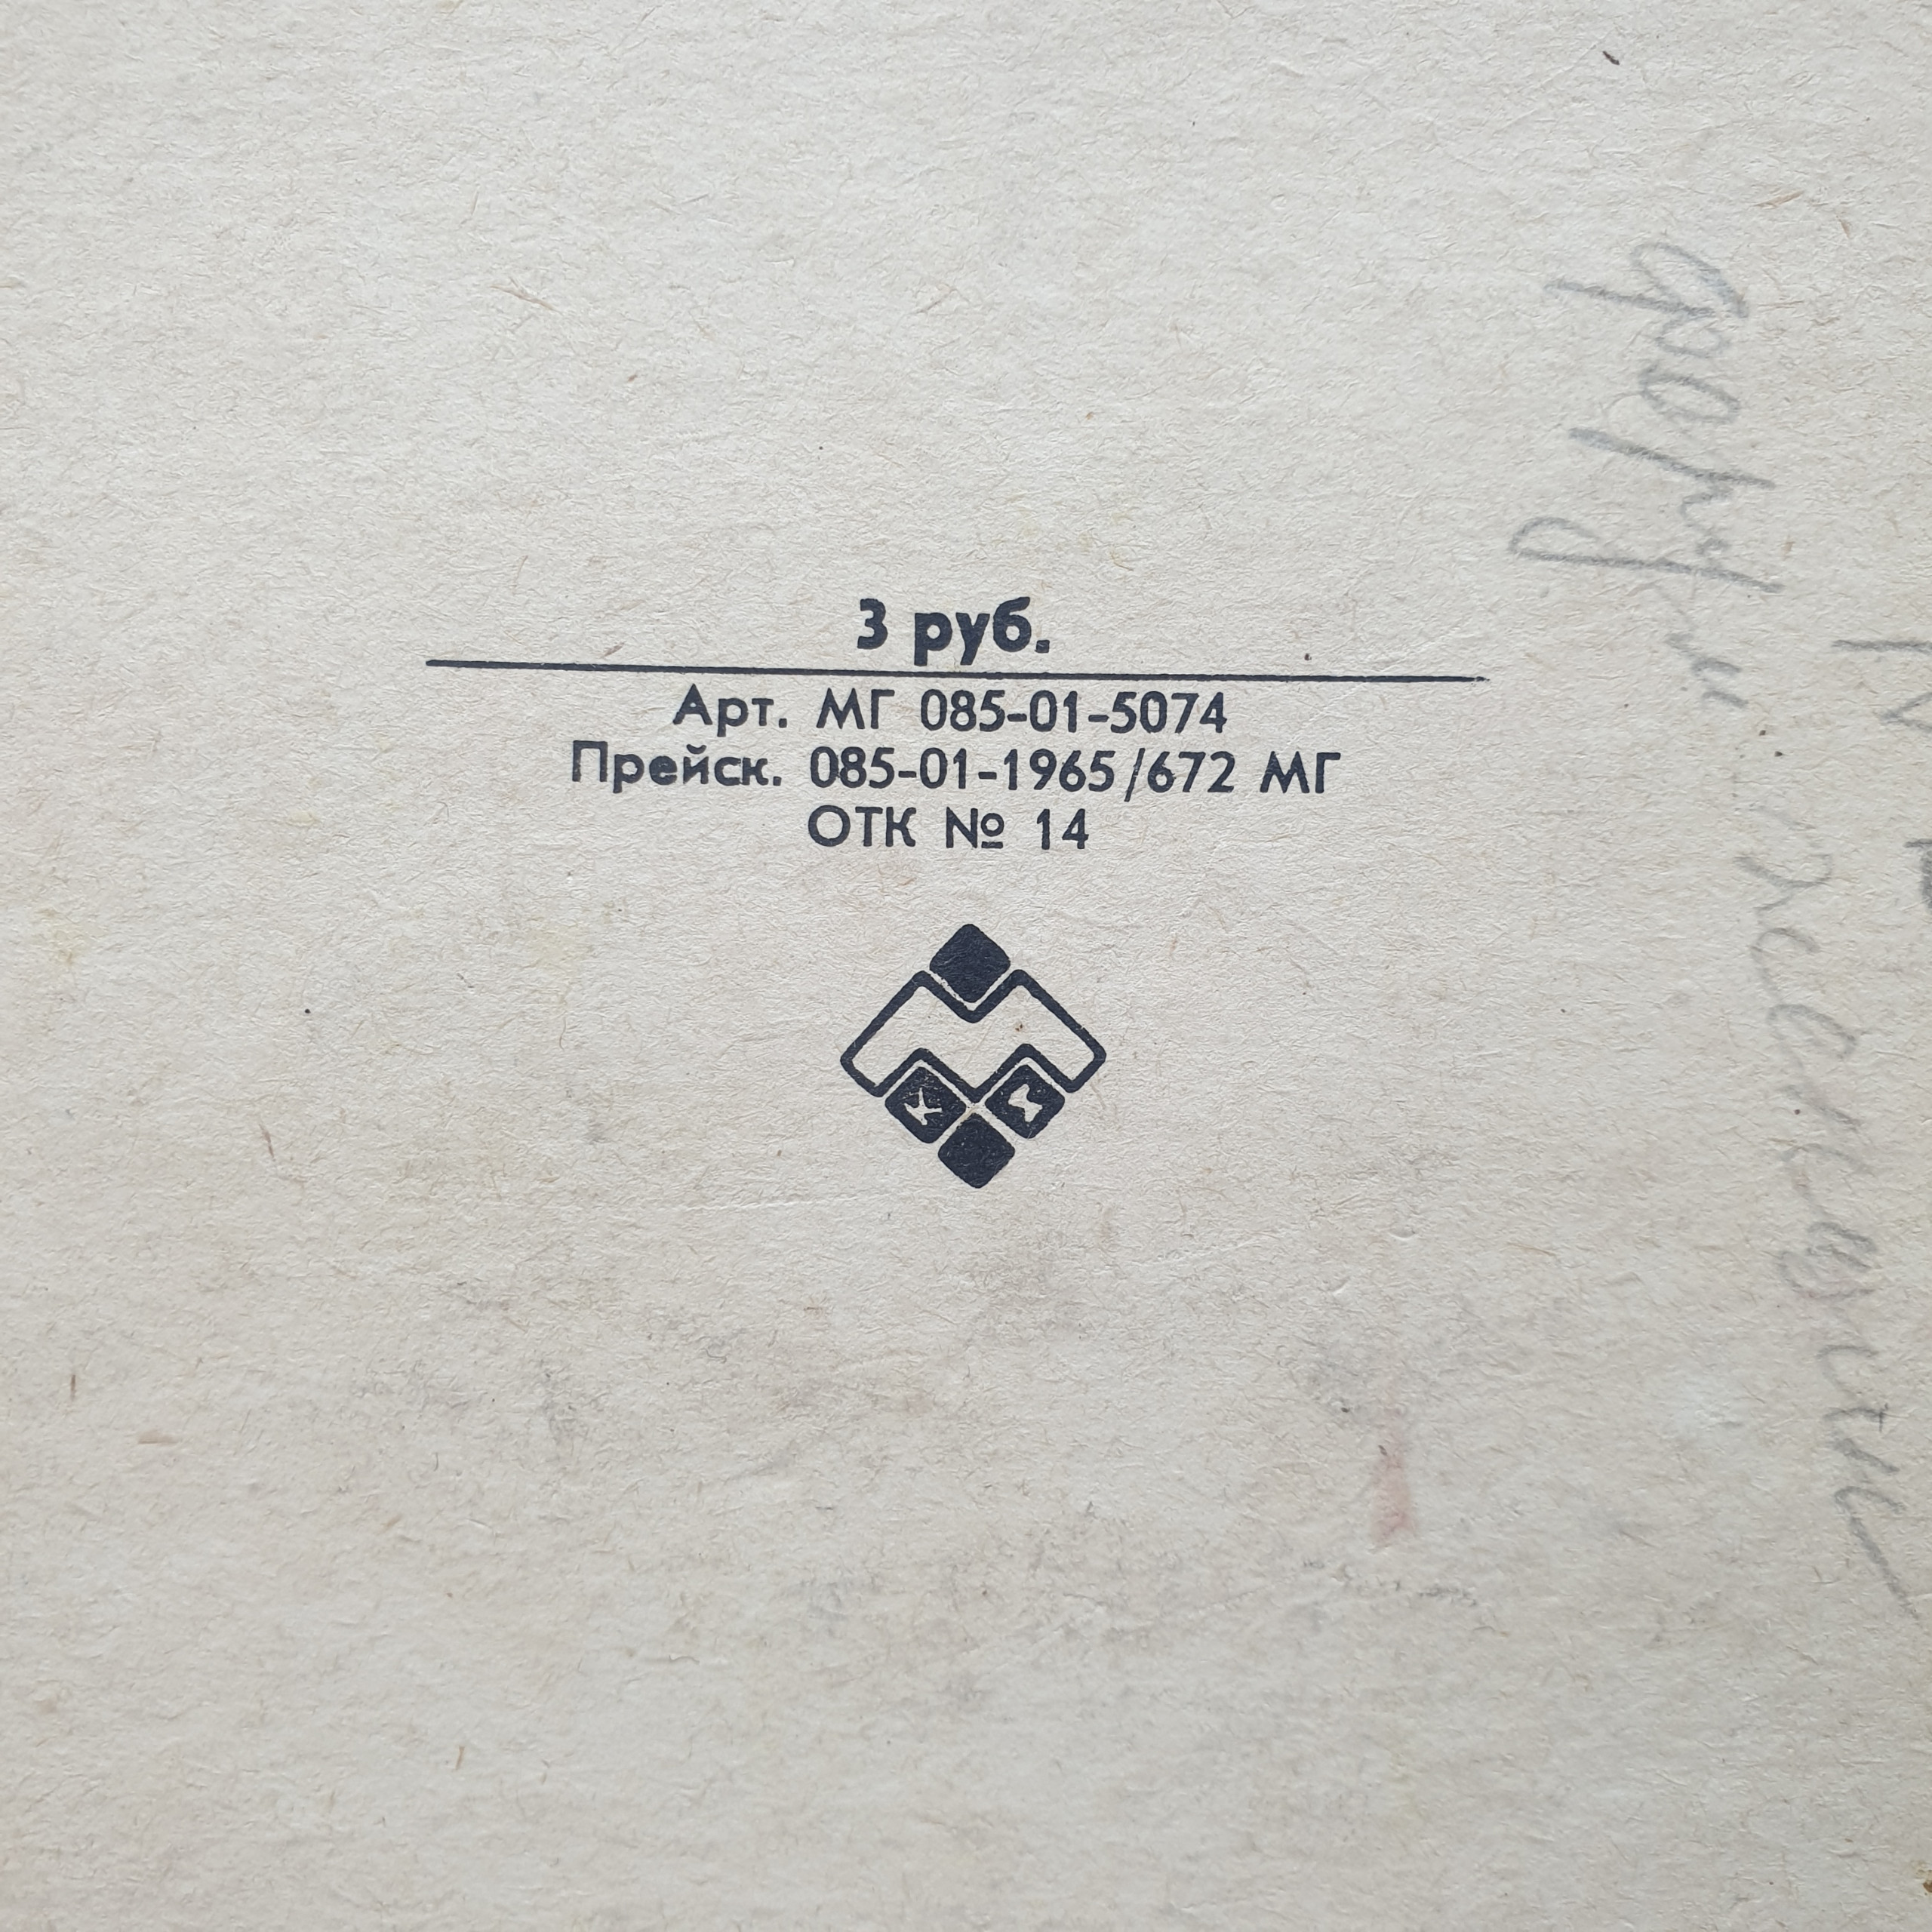 3 руб.
Арт. МГ 085-01-5074
Прейск. 085-01-1965/672 МГ
ОТК № 14